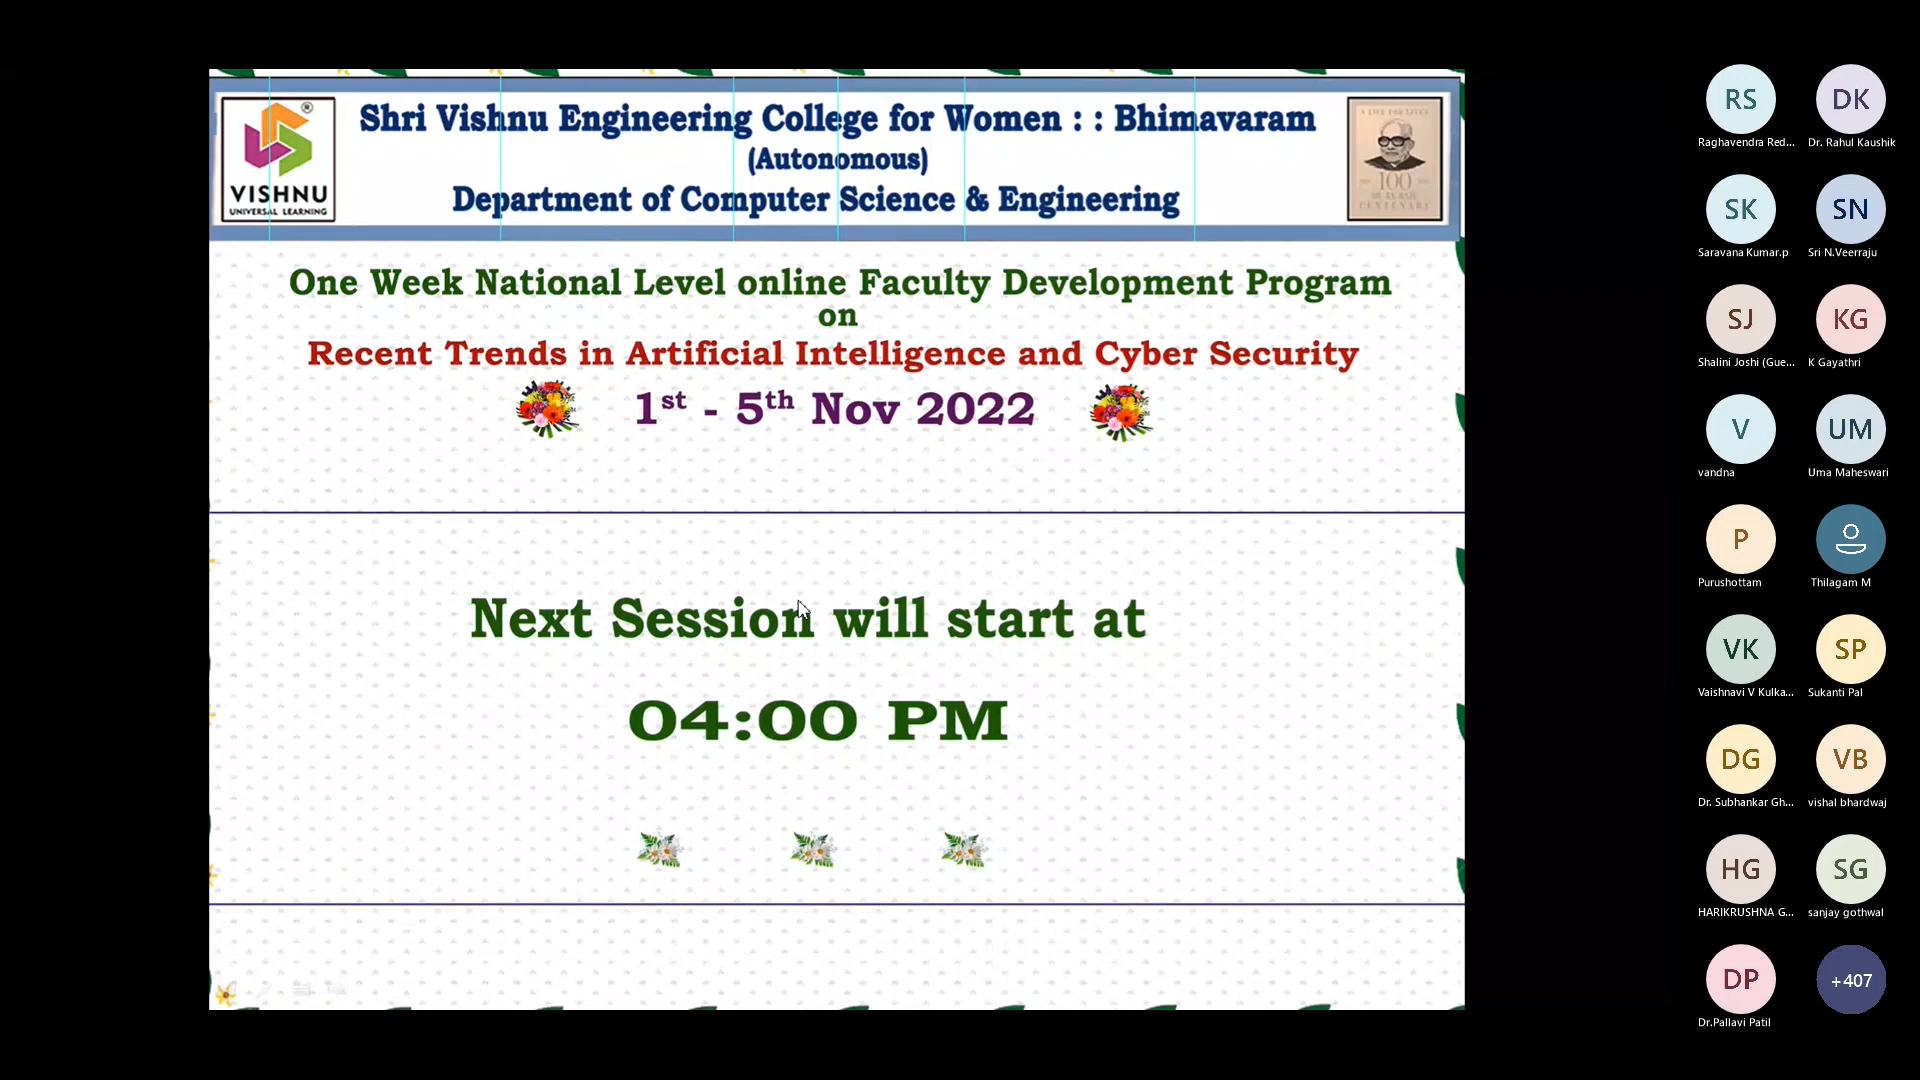 Shri Vishnu Engineering College for Women : : Bhimavaram
(Autonomous)
Department of Computer Science & Engineering
®
VISHNU
UNIVERSAL LEARNING
A LIFE FOR LIVES
100
CENTENARY
One Week National Level online Faculty Development Program
on
Recent Trends in Artificial Intelligence and Cyber Security
1st - 5th Nov 2022
Next Session will start at
04:00 PM
RS DK
Raghavendra Red... Dr. Rahul Kaushik
SK SN
Saravana Kumar.p Sri N.Veerraju
SJ KG
Shalini Joshi (Gue... K Gayathri
V UM
vandna Uma Maheswari
P
Purushottam Thilagam M
VK SP
Vaishnavi V Kulka... Sukanti Pal
DG VB
Dr. Subhankar Gh... vishal bhardwaj
HG SG
HARIKRUSHNA G... sanjay gothwal
DP +407
Dr.Pallavi Patil